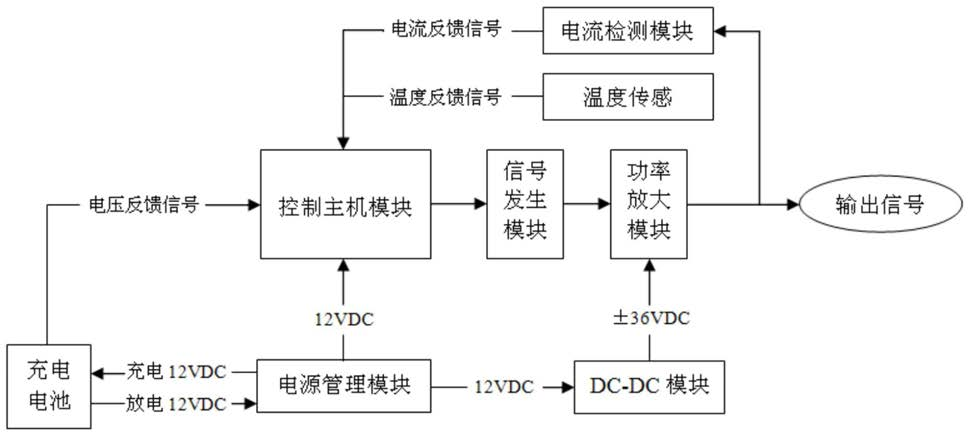 电流反馈信号
电流检测模块
温度反馈信号
温度传感
电压反馈信号
控制主机模块
信号
发生
模块
功率
放大
模块
输出信号
12VDC
±36VDC
充电
电池
充电 12VDC
放电 12VDC
电源管理模块
12VDC
DC-DC 模块